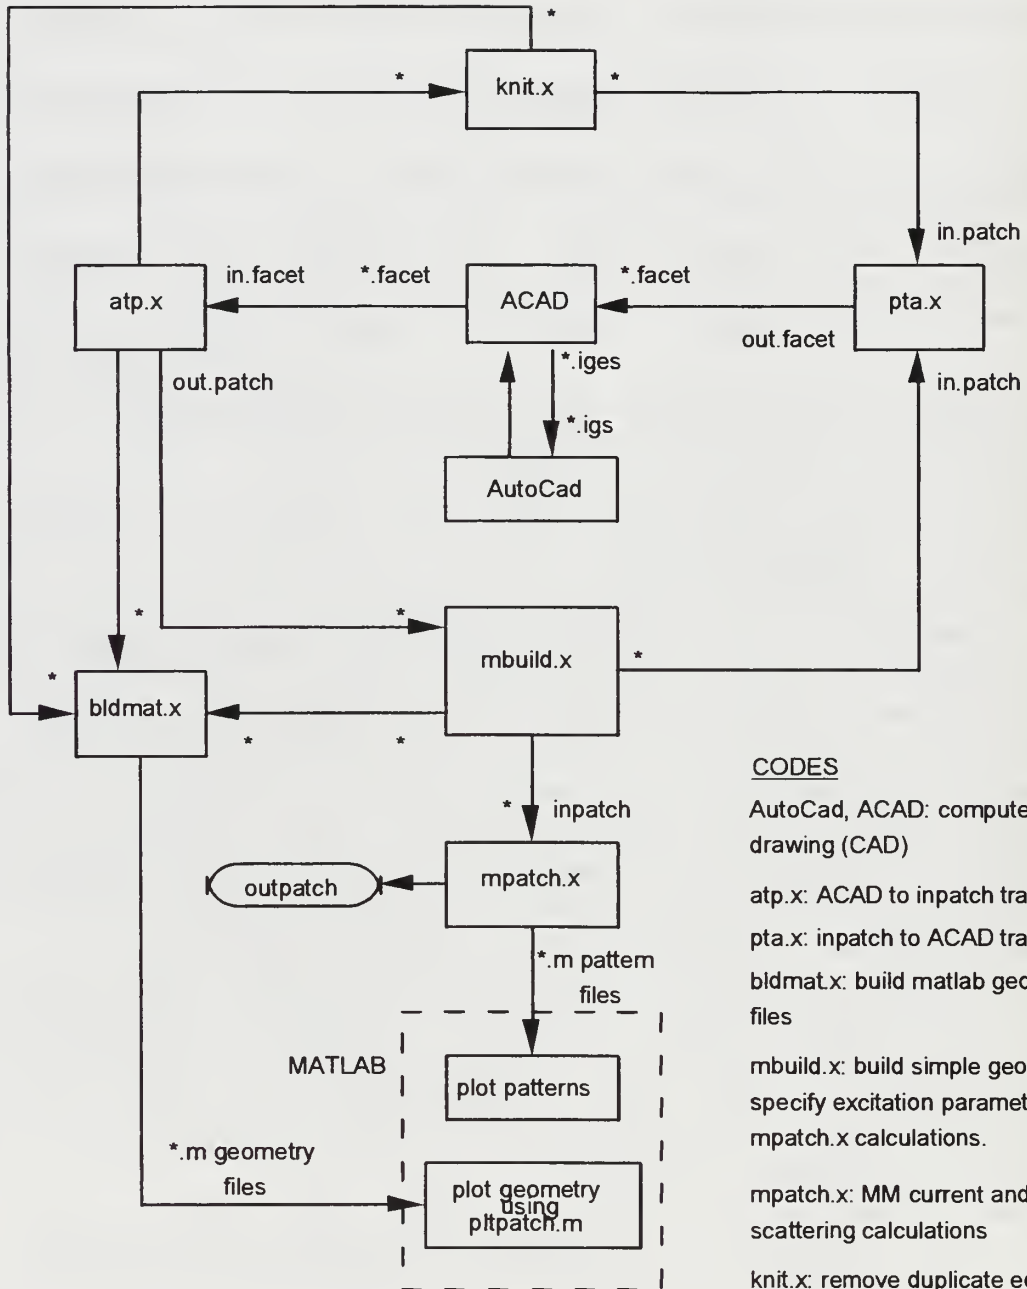 *
*
knit.x
*
in.patch
atp.x
in.facet
*.facet
ACAD
*.facet
out.facet
pta.x
in.patch
out.patch
*.iges
*.igs
AutoCad
*
*
mbuild.x
*
*
bldmat.x
*
*
*
inpatch
outpatch
mpatch.x
*.m pattern
files
MATLAB
plot patterns
*.m geometry
files
plot geometry
using
pltpatch.m
CODES
AutoCad, ACAD: compute
drawing (CAD)
atp.x: ACAD to inpatch tra
pta.x: inpatch to ACAD tra
bldmat.x: build matlab geo
files
mbuild.x: build simple geo
specify excitation paramet
mpatch.x calculations.
mpatch.x: MM current and
scattering calculations
knit.x: remove duplicate e